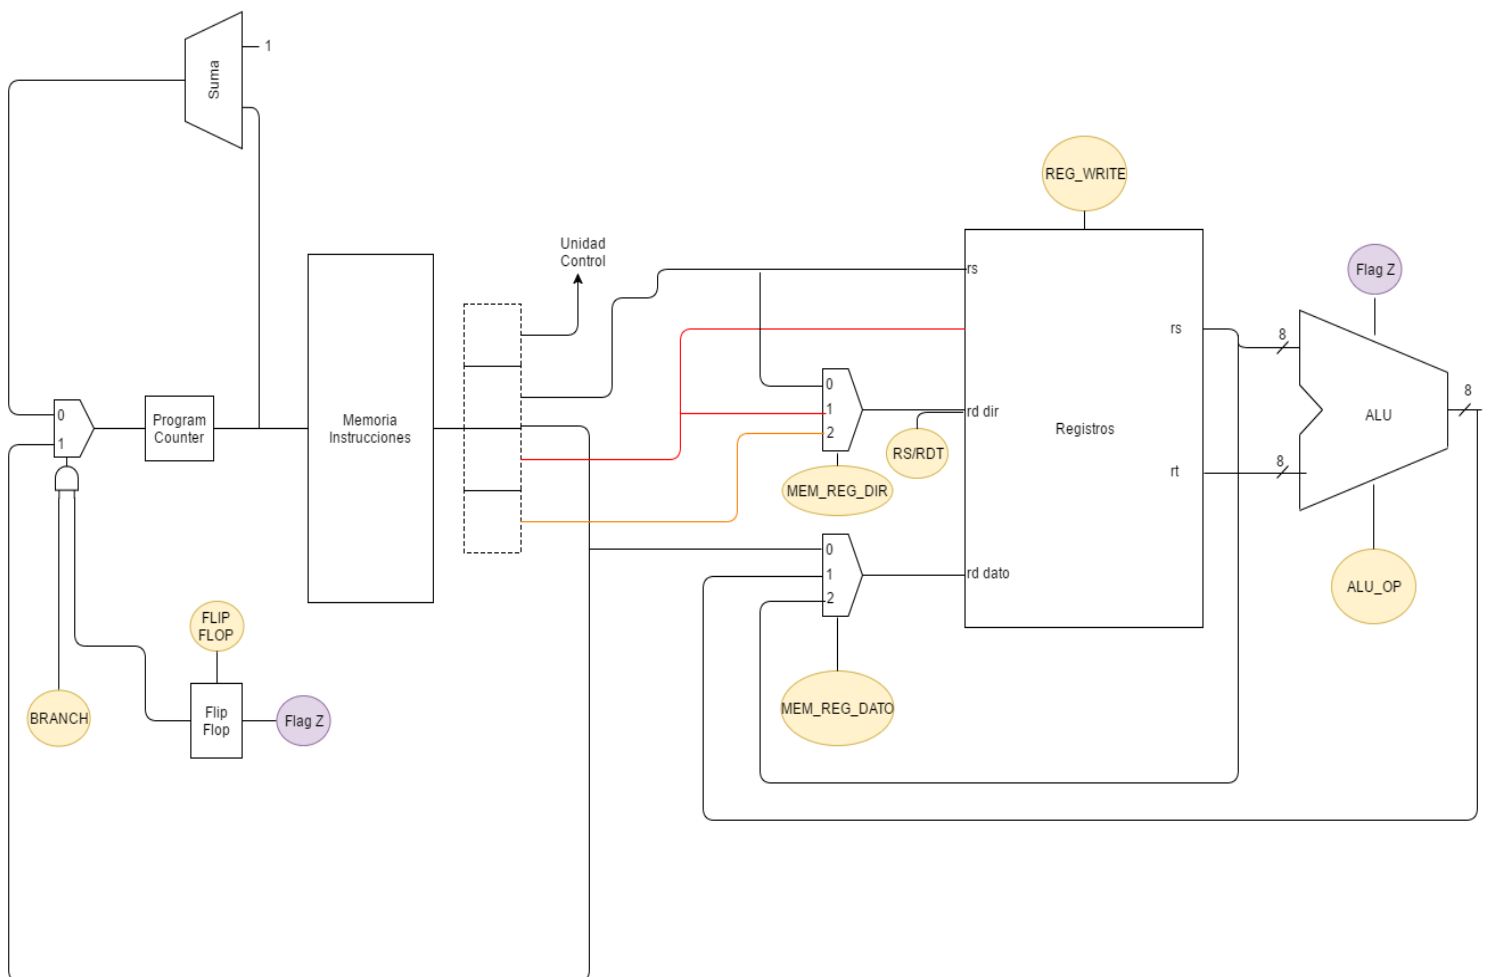 Suma
1
REG_WRITE
Unidad
Control
Flag Z
rs
rs
8
8
0
1
Program
Counter
Memoria
Instrucciones
0
1
2
rd dir
RS/RDT
MEM_REG_DIR
Registros
rt
8
ALU
0
1
2
rd dato
ALU_OP
FLIP
FLOP
BRANCH
Flip
Flop
Flag Z
MEM_REG_DATO